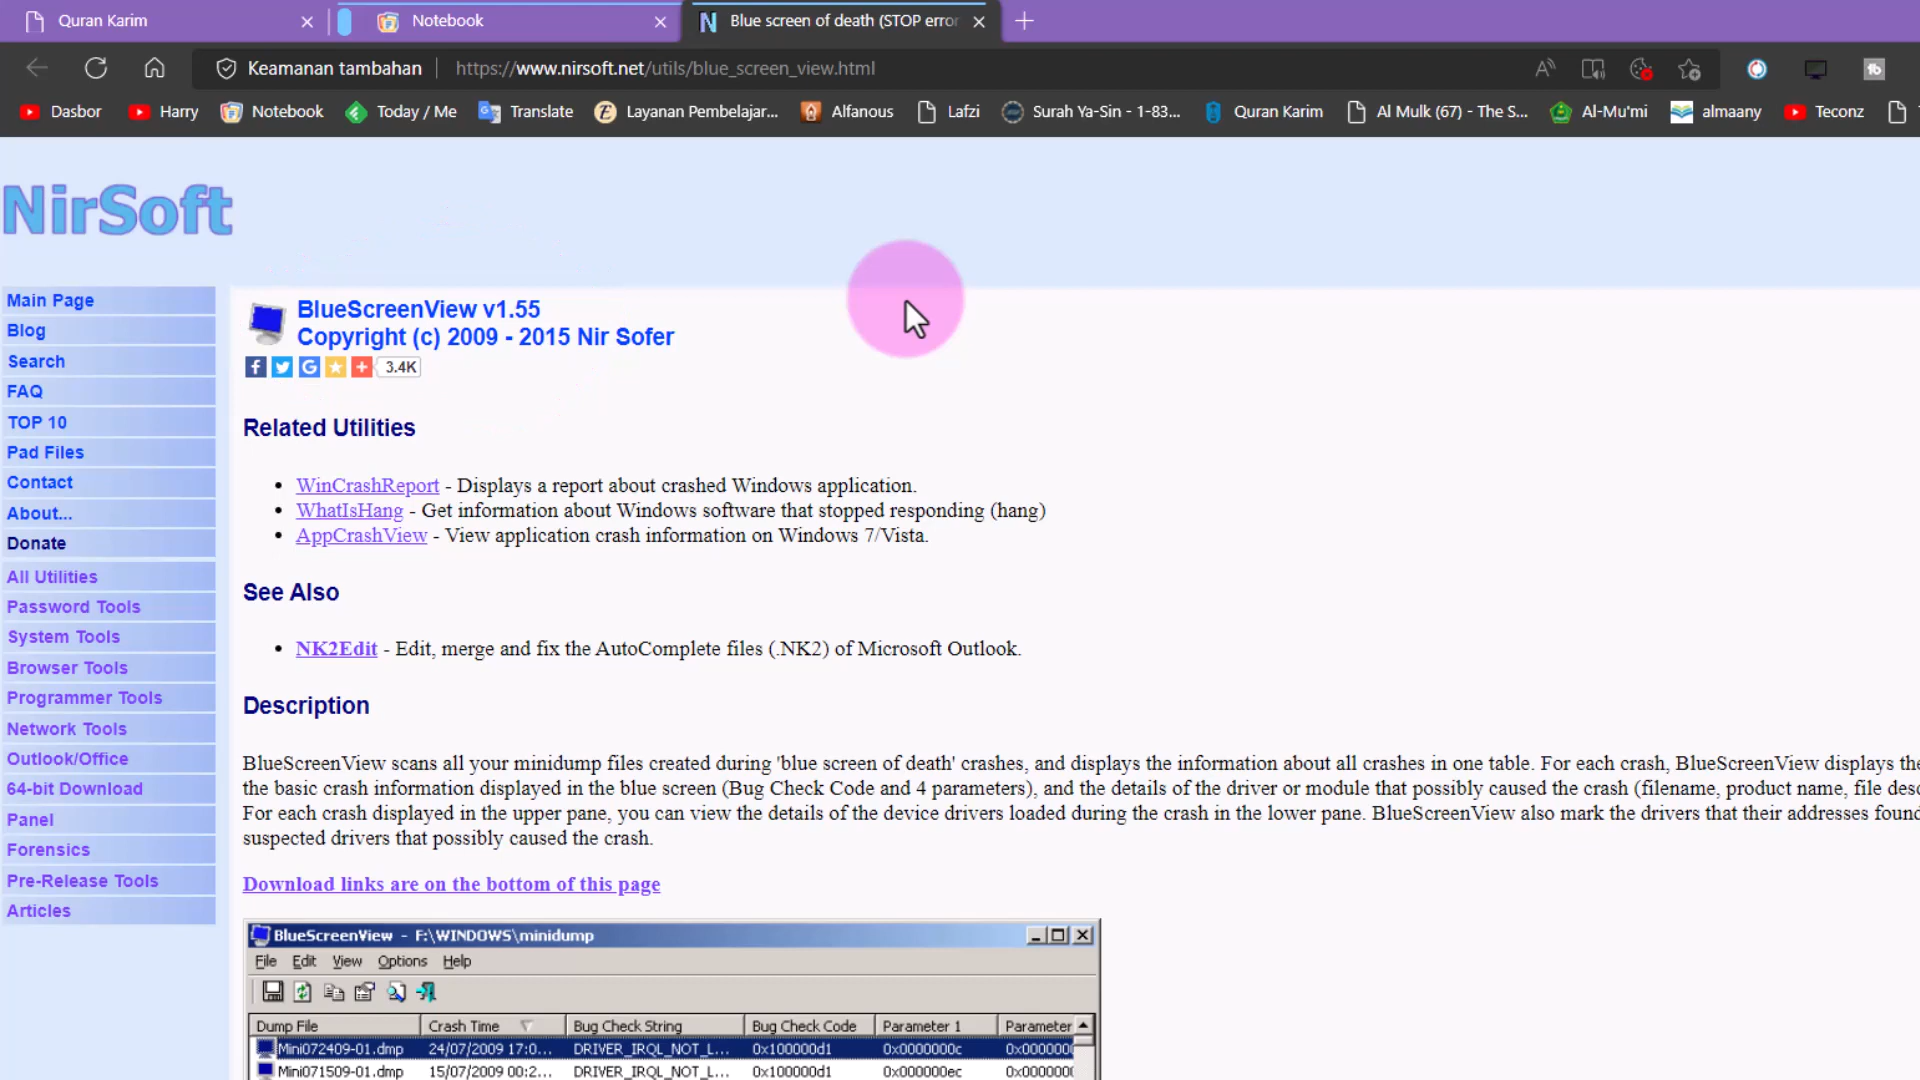 Quran Karim
Notebook
Blue screen of death (STOP error
Keamanan tambahan
https://www.nirsoft.net/utils/blue_screen_view.html
Dasbor
Harry
Notebook
Today / Me
Translate
Layanan Pembelajar...
Alfanous
Lafzi
Surah Ya-Sin - 1-83...
Quran Karim
Al Mulk (67) - The S...
Al-Mu'mi
almaany
Teconz
NirSoft
Main Page
Blog
Search
FAQ
TOP 10
Pad Files
Contact
About...
Donate
All Utilities
Password Tools
System Tools
Browser Tools
Programmer Tools
Network Tools
Outlook/Office
64-bit Download
Panel
Forensics
Pre-Release Tools
Articles
BlueScreenView v1.55
Copyright (c) 2009 - 2015 Nir Sofer
3.4K
Related Utilities
• WinCrashReport - Displays a report about crashed Windows application.
• WhatIsHang - Get information about Windows software that stopped responding (hang)
• AppCrashView - View application crash information on Windows 7/Vista.
See Also
• NK2Edit - Edit, merge and fix the AutoComplete files (.NK2) of Microsoft Outlook.
Description
BlueScreenView scans all your minidump files created during 'blue screen of death' crashes, and displays the information about all crashes in one table. For each crash, BlueScreenView displays the
the basic crash information displayed in the blue screen (Bug Check Code and 4 parameters), and the details of the driver or module that possibly caused the crash (filename, product name, file desc
For each crash displayed in the upper pane, you can view the details of the device drivers loaded during the crash in the lower pane. BlueScreenView also mark the drivers that their addresses found
suspected drivers that possibly caused the crash.
Download links are on the bottom of this page
BlueScreenView - F:\WINDOWS\minidump
File Edit View Options Help
Dump File Crash Time Bug Check String Bug Check Code Parameter 1 Parameter
Mini072409-01.dmp 24/07/2009 17:0... DRIVER_IRQL_NOT_L... 0x100000d1 0x0000000c 0x000000
Mini071509-01.dmp 15/07/2009 00:2... DRIVER_IRQL_NOT_L... 0x100000d1 0x000000ec 0x000000